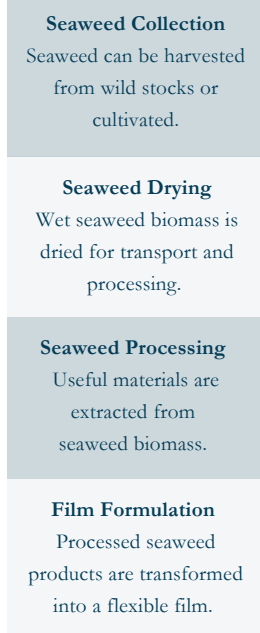 Seaweed Collection
Seaweed can be harvested
from wild stocks or
cultivated.
Seaweed Drying
Wet seaweed biomass is
dried for transport and
processing.
Seaweed Processing
Useful materials are
extracted from
seaweed biomass.
Film Formulation
Processed seaweed
products are transformed
into a flexible film.